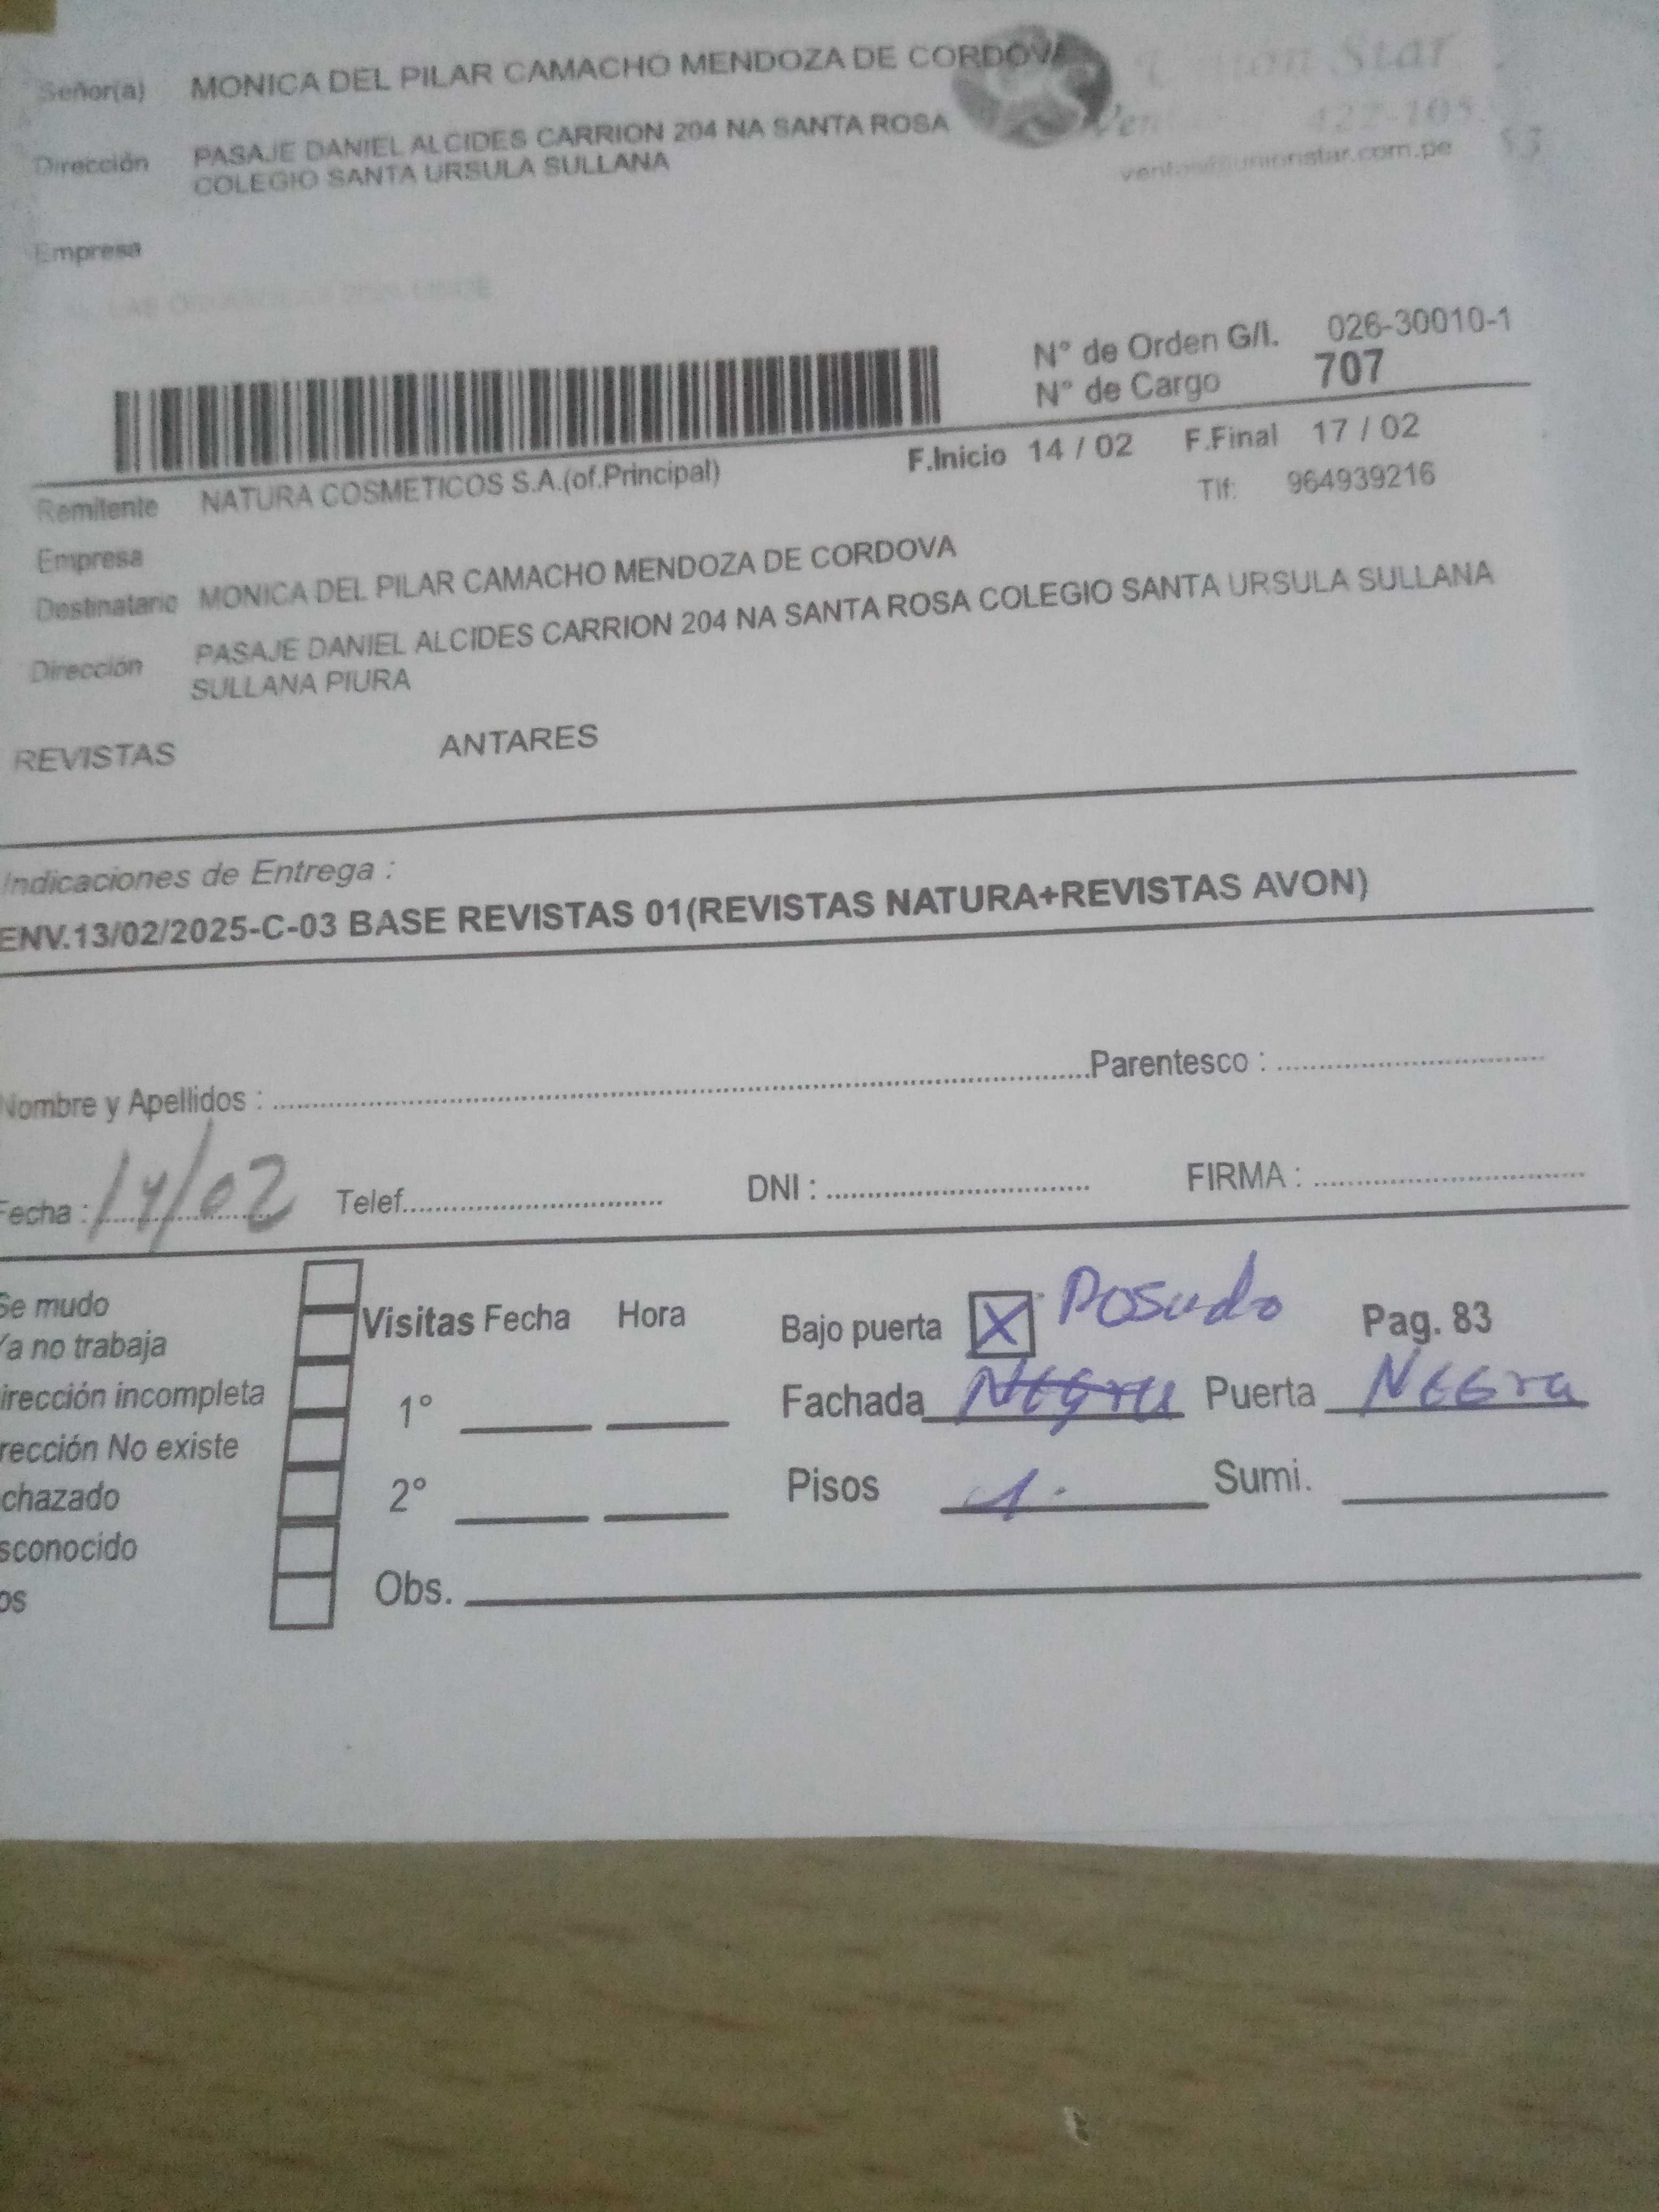 Señor(a) MONICA DEL PILAR CAMACHO MENDOZA DE CORDOVA
Star
Dirección PASAJE DANIEL ALCIDES CARRION 204 NA SANTA ROSA
COLEGIO SANTA URSULA SULLANA
422-105
53
Empresa
N° de Orden G/I. 026-30010-1
N° de Cargo 707
F.Inicio 14 / 02 F.Final 17 / 02
Remitente NATURA COSMETICOS S.A.(of.Principal) Tlf: 964939216
Empresa
Destinatario MONICA DEL PILAR CAMACHO MENDOZA DE CORDOVA
Dirección PASAJE DANIEL ALCIDES CARRION 204 NA SANTA ROSA COLEGIO SANTA URSULA SULLANA
SULLANA PIURA
REVISTAS ANTARES
Indicaciones de Entrega :
ENV.13/02/2025-C-03 BASE REVISTAS 01(REVISTAS NATURA+REVISTAS AVON)
Nombre y Apellidos : Parentesco :
Fecha : 14/02 Telef. DNI : FIRMA :
Se mudo
Ya no trabaja
irección incompleta
rección No existe
chazado
sconocido
os
Visitas Fecha Hora
1°
2°
Obs.
Bajo puerta X Pag. 83
Fachada Negra Puerta Negra
Pisos 1. Sumi.